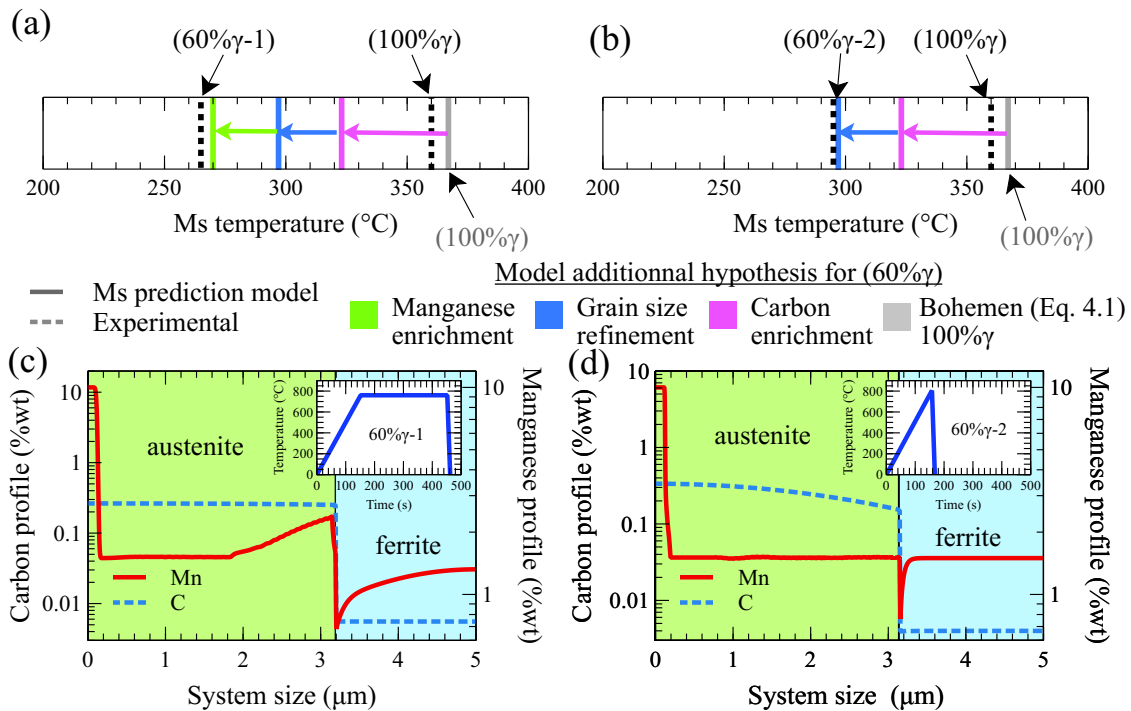 (a)
(60%γ-1)
(100%γ)
200 250 300 350 400
Ms temperature (°C)
(100%γ)
(b)
(60%γ-2)
(100%γ)
200 250 300 350 400
Ms temperature (°C)
(100%γ)
Model additionnal hypothesis for (60%γ)
Ms prediction model
Experimental
Manganese
enrichment
Grain size
refinement
Carbon
enrichment
Bohemen (Eq. 4.1)
100%γ
(c)
Carbon profile (%wt)
10
1
0.1
0.01
austenite
ferrite
Mn
C
Temperature (°C)
800
600
400
200
0
60%γ-1
0 100 200 300 400 500
Time (s)
10
1
Manganese profile (%wt)
0 1 2 3 4 5
System size (μm)
(d)
Carbon profile (%wt)
10
1
0.1
0.01
austenite
ferrite
Mn
C
Temperature (°C)
800
600
400
200
0
60%γ-2
0 100 200 300 400 500
Time (s)
10
1
Manganese profile (%wt)
0 1 2 3 4 5
System size (μm)